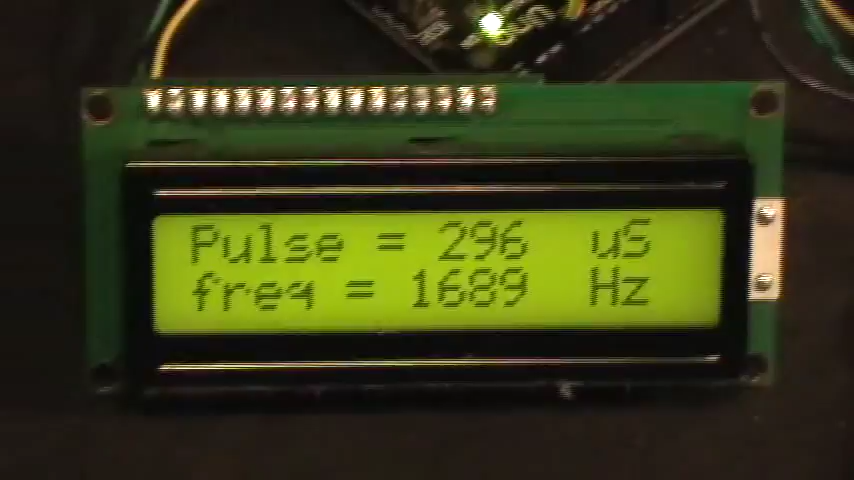 Pulse = 296 uS
freq = 1689 Hz